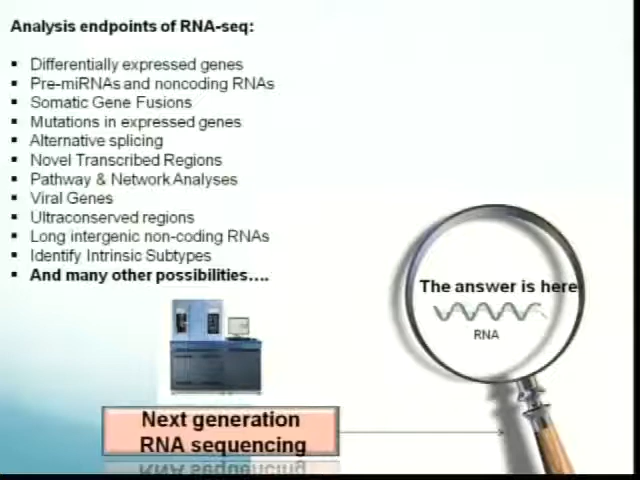 Analysis endpoints of RNA-seq:
▪ Differentially expressed genes
▪ Pre-miRNAs and noncoding RNAs
▪ Somatic Gene Fusions
▪ Mutations in expressed genes
▪ Alternative splicing
▪ Novel Transcribed Regions
▪ Pathway & Network Analyses
▪ Viral Genes
▪ Ultraconserved regions
▪ Long intergenic non-coding RNAs
▪ Identify Intrinsic Subtypes
▪ And many other possibilities....
The answer is here
RNA
Next generation
RNA sequencing